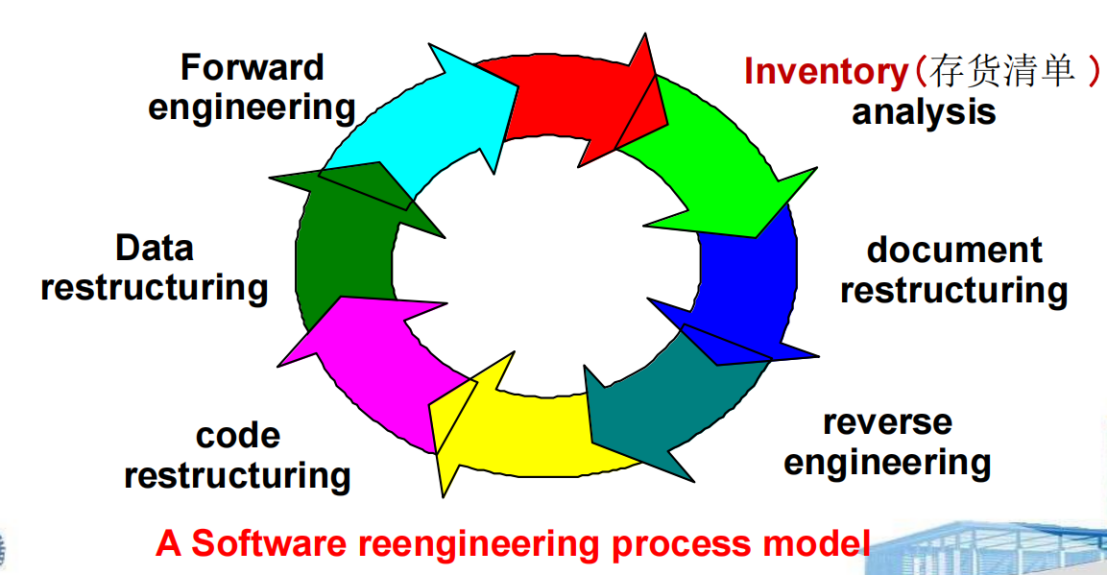 Forward
engineering
Inventory(存货清单 )
analysis
Data
restructuring
document
restructuring
code
restructuring
reverse
engineering
A Software reengineering process model